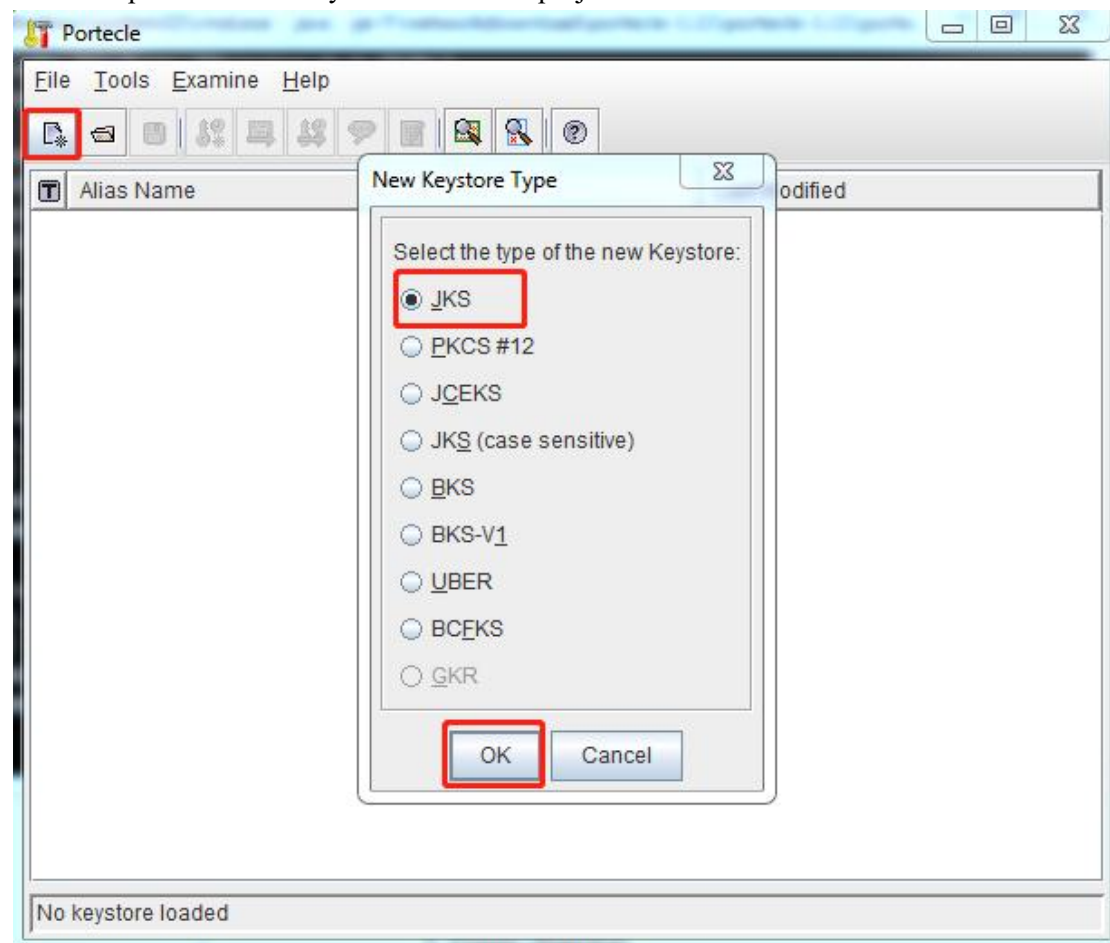 Portecle
File Tools Examine Help
New Keystore Type
Alias Name
odified
Select the type of the new Keystore:
JKS
PKCS #12
JCEKS
JKS (case sensitive)
BKS
BKS-V1
UBER
BCFKS
GKR
OK Cancel
No keystore loaded